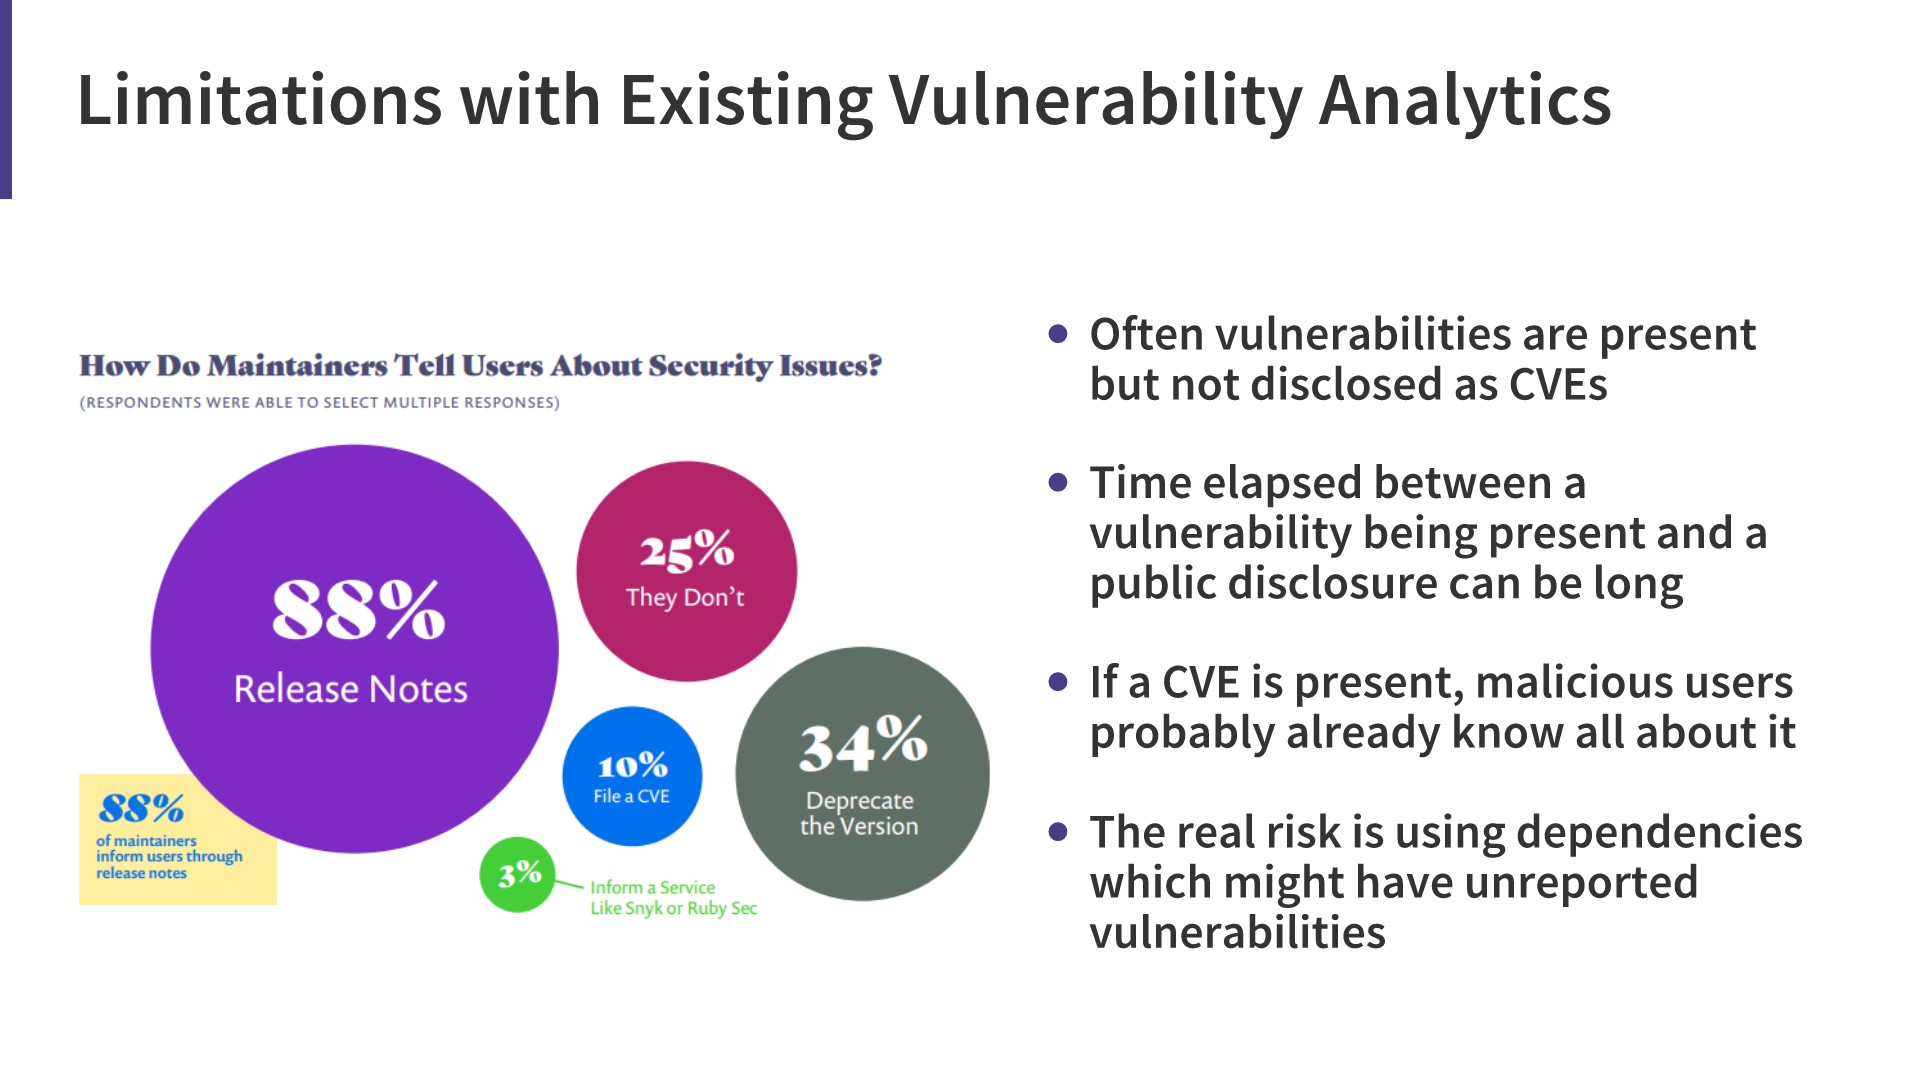 Limitations with Existing Vulnerability Analytics
How Do Maintainers Tell Users About Security Issues?
(RESPONDENTS WERE ABLE TO SELECT MULTIPLE RESPONSES)
88%
Release Notes
25%
They Don't
10%
File a CVE
34%
Deprecate
the Version
3%
Inform a Service
Like Snyk or Ruby Sec
88%
of maintainers
inform users through
release notes
• Often vulnerabilities are present
but not disclosed as CVEs
• Time elapsed between a
vulnerability being present and a
public disclosure can be long
• If a CVE is present, malicious users
probably already know all about it
• The real risk is using dependencies
which might have unreported
vulnerabilities